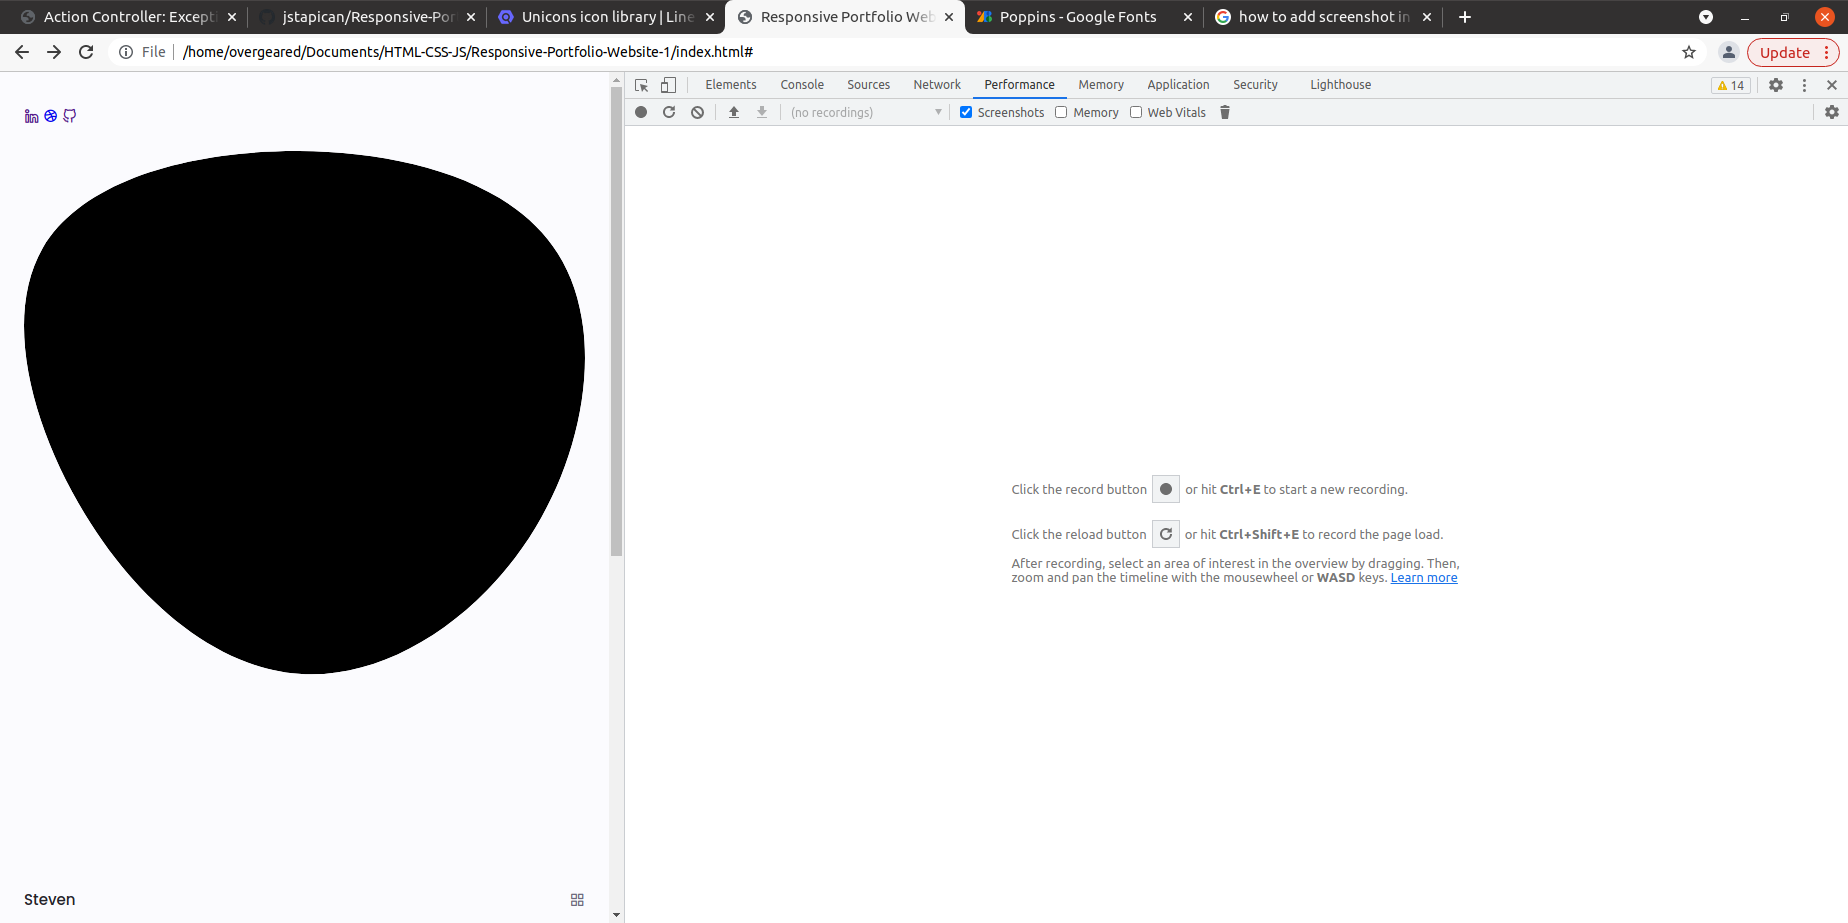 Action Controller: Excepti
jstapican/Responsive-Por
Unicons icon library | Line
Responsive Portfolio Web
Poppins - Google Fonts
how to add screenshot in
File
/home/overgeared/Documents/HTML-CSS-JS/Responsive-Portfolio-Website-1/index.html#
Update
Elements Console Sources Network Performance Memory Application Security Lighthouse 14
(no recordings) Screenshots Memory Web Vitals
Click the record button or hit Ctrl+E to start a new recording.
Click the reload button or hit Ctrl+Shift+E to record the page load.
After recording, select an area of interest in the overview by dragging. Then,
zoom and pan the timeline with the mousewheel or WASD keys. Learn more
Steven